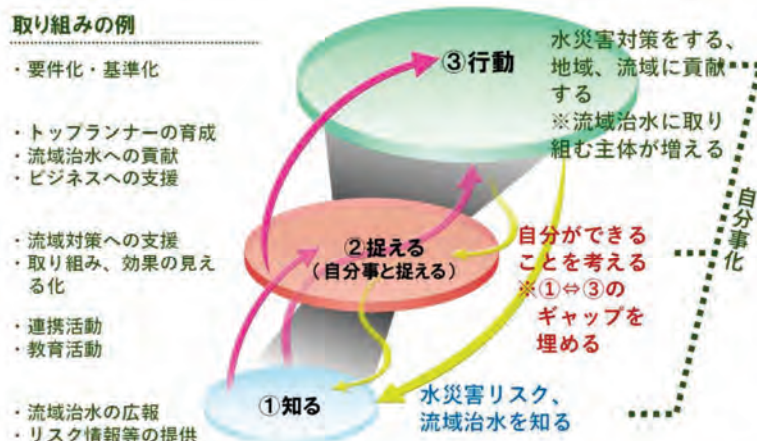 取り組みの例
・要件化・基準化
・トップランナーの育成
・流域治水への貢献
・ビジネスへの支援
・流域対策への支援
・取り組み、効果の見え
る化
・連携活動
・教育活動
・流域治水の広報
・リスク情報等の提供
③行動
水災害対策をする、
地域、流域に貢献
する
※流域治水に取り
組む主体が増える
②捉える
(自分事と捉える)
自分ができる
ことを考える
※①⇔③の
ギャップを
埋める
①知る
水災害リスク、
流域治水を知る
自分事化